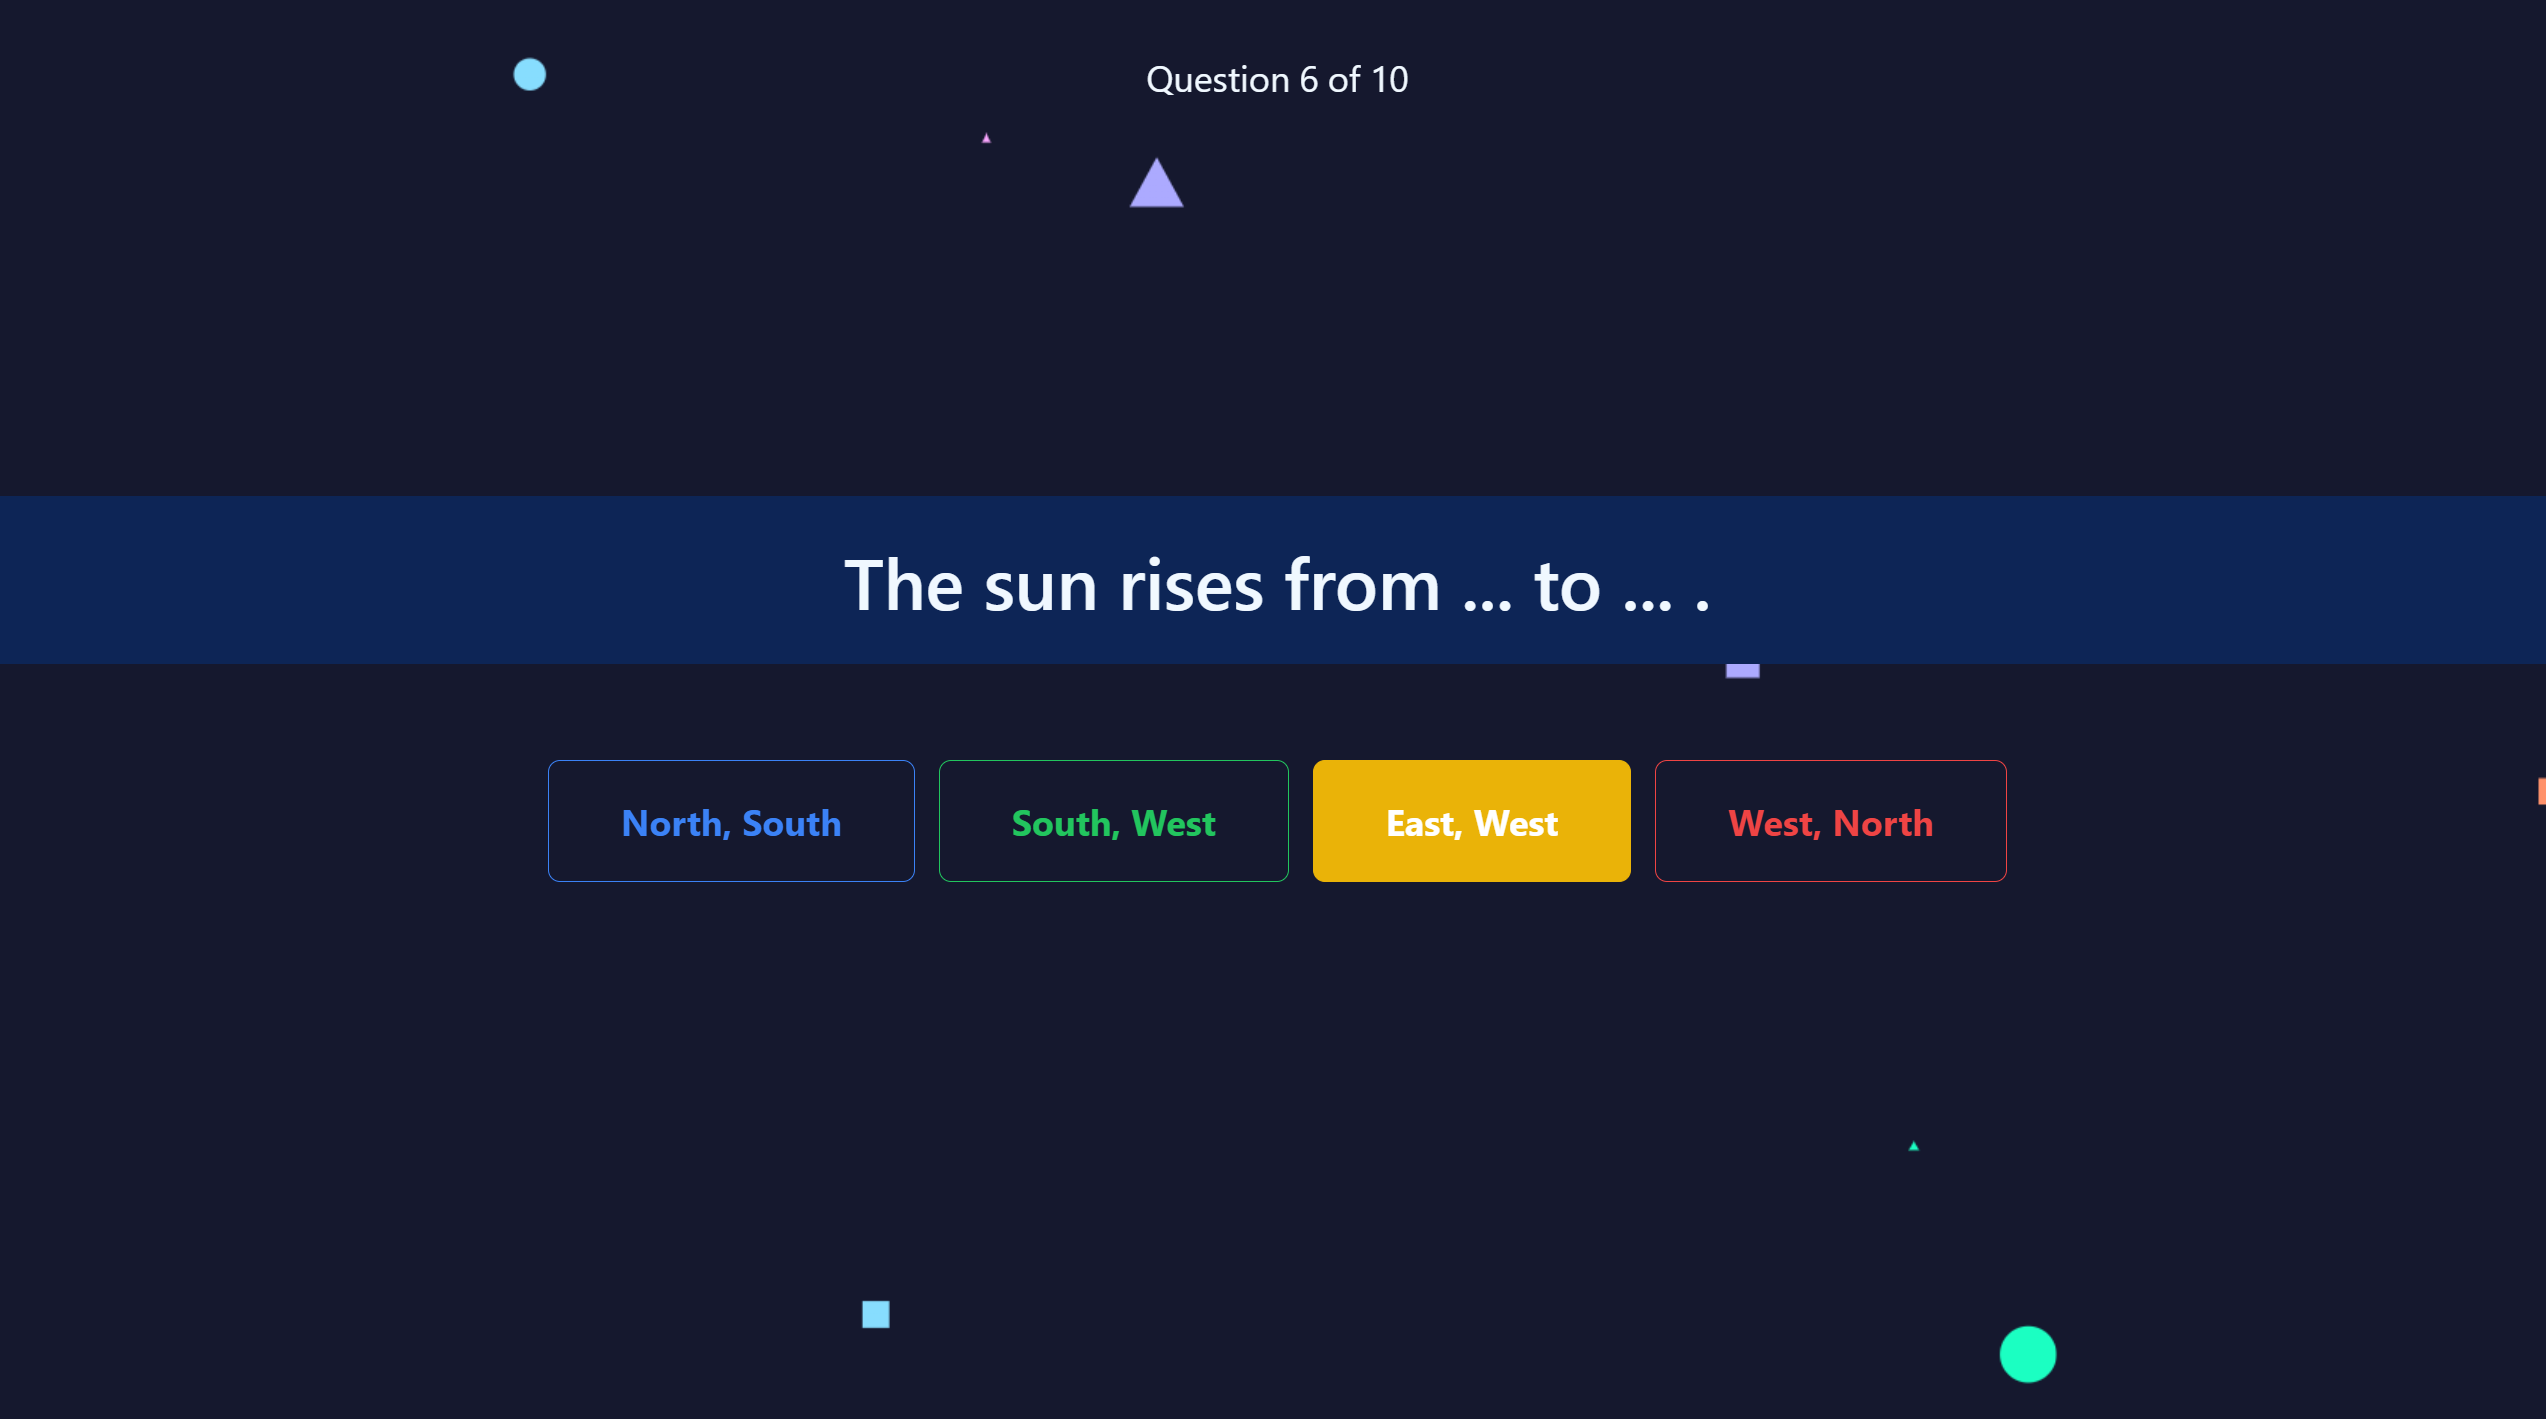 Question 6 of 10
The sun rises from ... to ... .
North, South
South, West
East, West
West, North